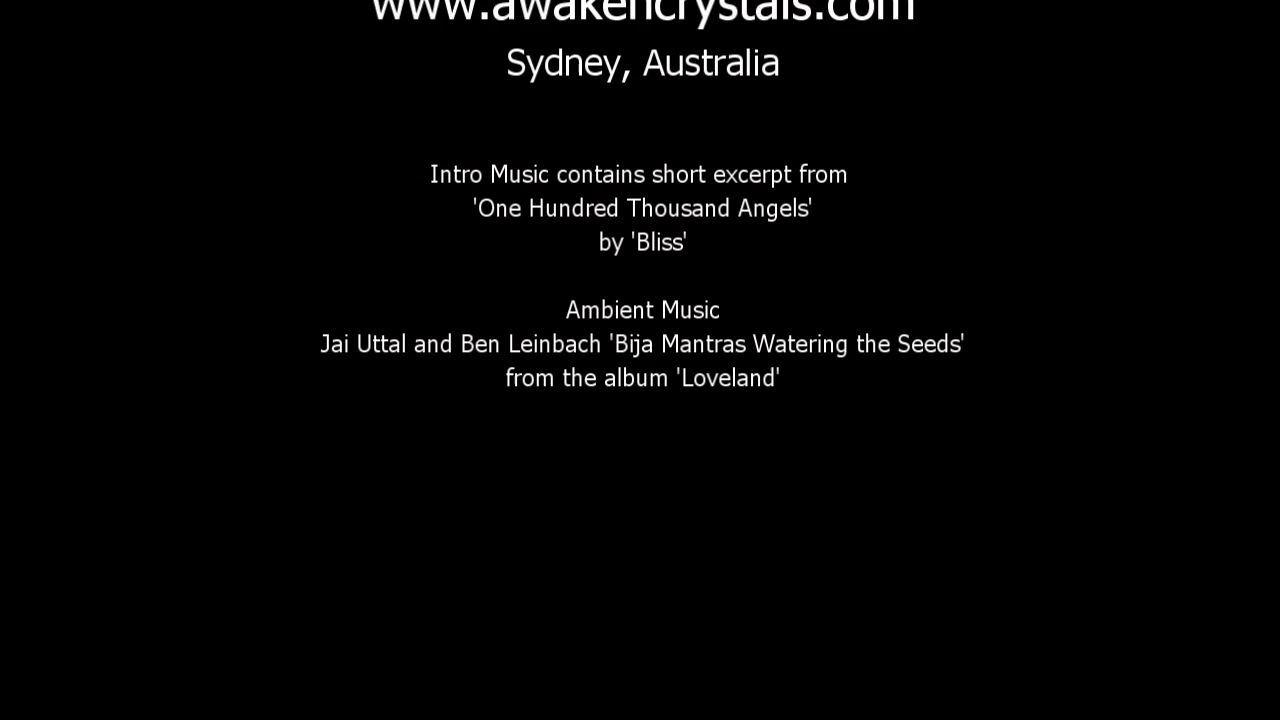 www.awakencrystals.com
Sydney, Australia
Intro Music contains short excerpt from
'One Hundred Thousand Angels'
by 'Bliss'
Ambient Music
Jai Uttal and Ben Leinbach 'Bija Mantras Watering the Seeds'
from the album 'Loveland'